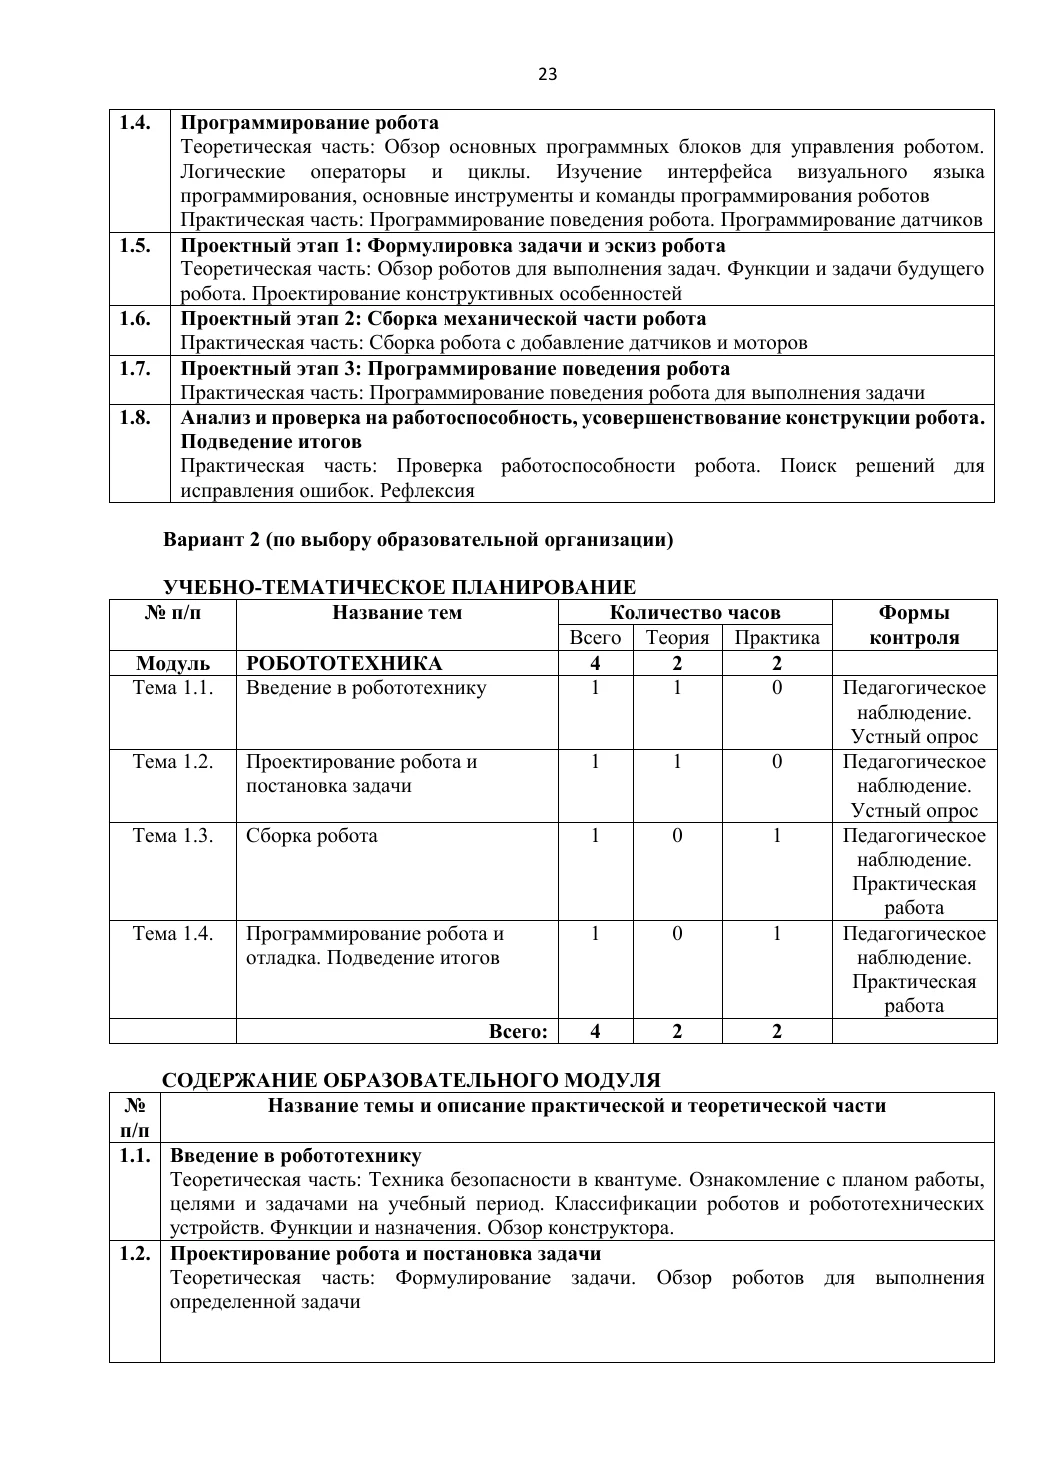 23
1.4. Программирование робота
Теоретическая часть: Обзор основных программных блоков для управления роботом.
Логические операторы и циклы. Изучение интерфейса визуального языка
программирования, основные инструменты и команды программирования роботов
Практическая часть: Программирование поведения робота. Программирование датчиков
1.5. Проектный этап 1: Формулировка задачи и эскиз робота
Теоретическая часть: Обзор роботов для выполнения задач. Функции и задачи будущего
робота. Проектирование конструктивных особенностей
1.6. Проектный этап 2: Сборка механической части робота
Практическая часть: Сборка робота с добавление датчиков и моторов
1.7. Проектный этап 3: Программирование поведения робота
Практическая часть: Программирование поведения робота для выполнения задачи
1.8. Анализ и проверка на работоспособность, усовершенствование конструкции робота.
Подведение итогов
Практическая часть: Проверка работоспособности робота. Поиск решений для
исправления ошибок. Рефлексия
Вариант 2 (по выбору образовательной организации)
УЧЕБНО-ТЕМАТИЧЕСКОЕ ПЛАНИРОВАНИЕ
№ п/п Название тем Количество часов Формы
Всего Теория Практика контроля
Модуль РОБОТОТЕХНИКА 4 2 2
Тема 1.1. Введение в робототехнику 1 1 0 Педагогическое
наблюдение.
Устный опрос
Тема 1.2. Проектирование робота и 1 1 0 Педагогическое
постановка задачи наблюдение.
Устный опрос
Тема 1.3. Сборка робота 1 0 1 Педагогическое
наблюдение.
Практическая
работа
Тема 1.4. Программирование робота и 1 0 1 Педагогическое
отладка. Подведение итогов наблюдение.
Практическая
работа
Всего: 4 2 2
СОДЕРЖАНИЕ ОБРАЗОВАТЕЛЬНОГО МОДУЛЯ
№ Название темы и описание практической и теоретической части
п/п
1.1. Введение в робототехнику
Теоретическая часть: Техника безопасности в квантуме. Ознакомление с планом работы,
целями и задачами на учебный период. Классификации роботов и робототехнических
устройств. Функции и назначения. Обзор конструктора.
1.2. Проектирование робота и постановка задачи
Теоретическая часть: Формулирование задачи. Обзор роботов для выполнения
определенной задачи